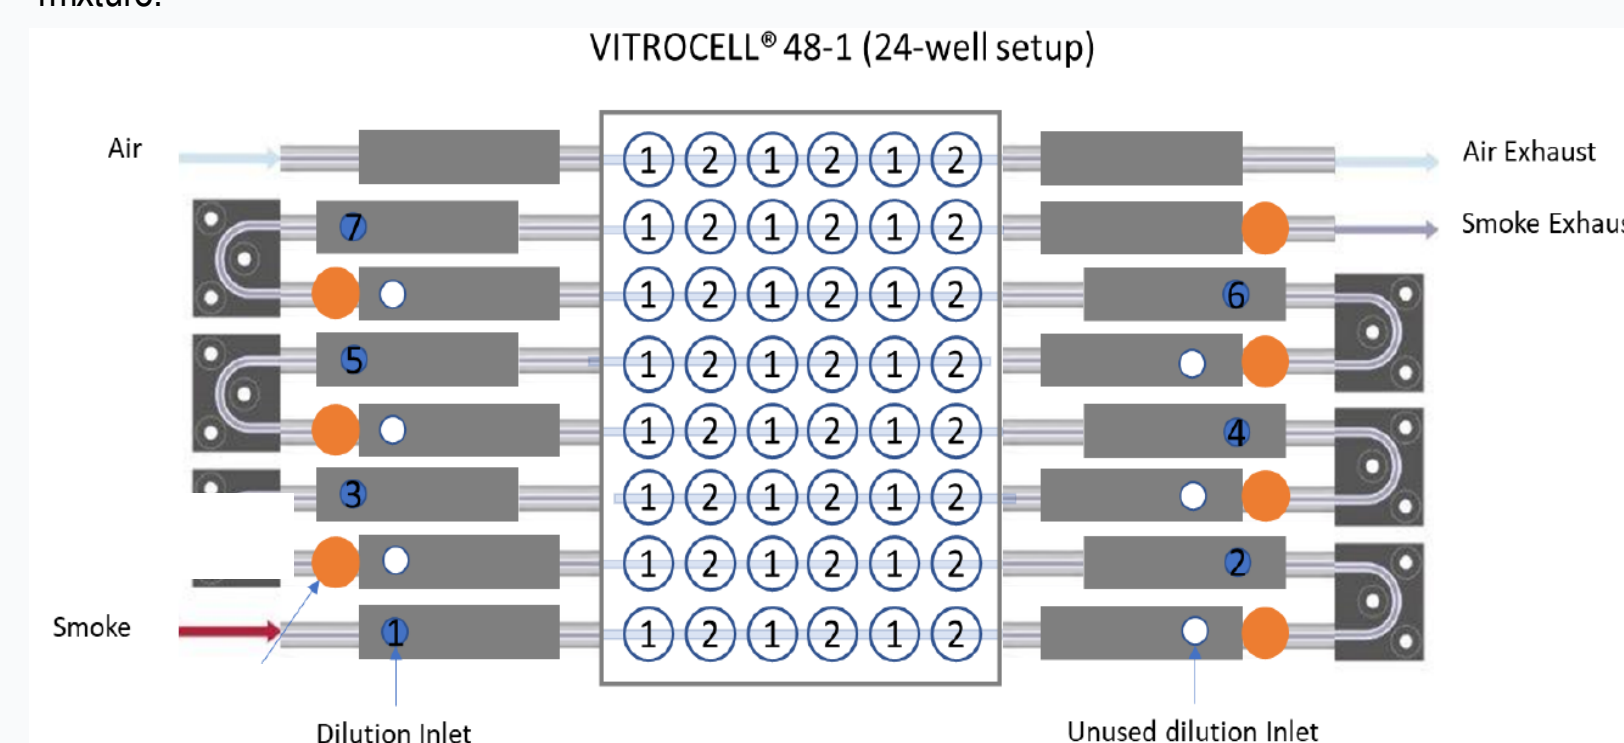 VITROCELL® 48-1 (24-well setup)
Air 1 2 1 2 1 2 Air Exhaust
7 1 2 1 2 1 2 Smoke Exhaus
1 2 1 2 1 2 6
5 1 2 1 2 1 2
1 2 1 2 1 2 4
3 1 2 1 2 1 2
1 2 1 2 1 2 2
Smoke 1 1 2 1 2 1 2
Dilution Inlet Unused dilution Inlet